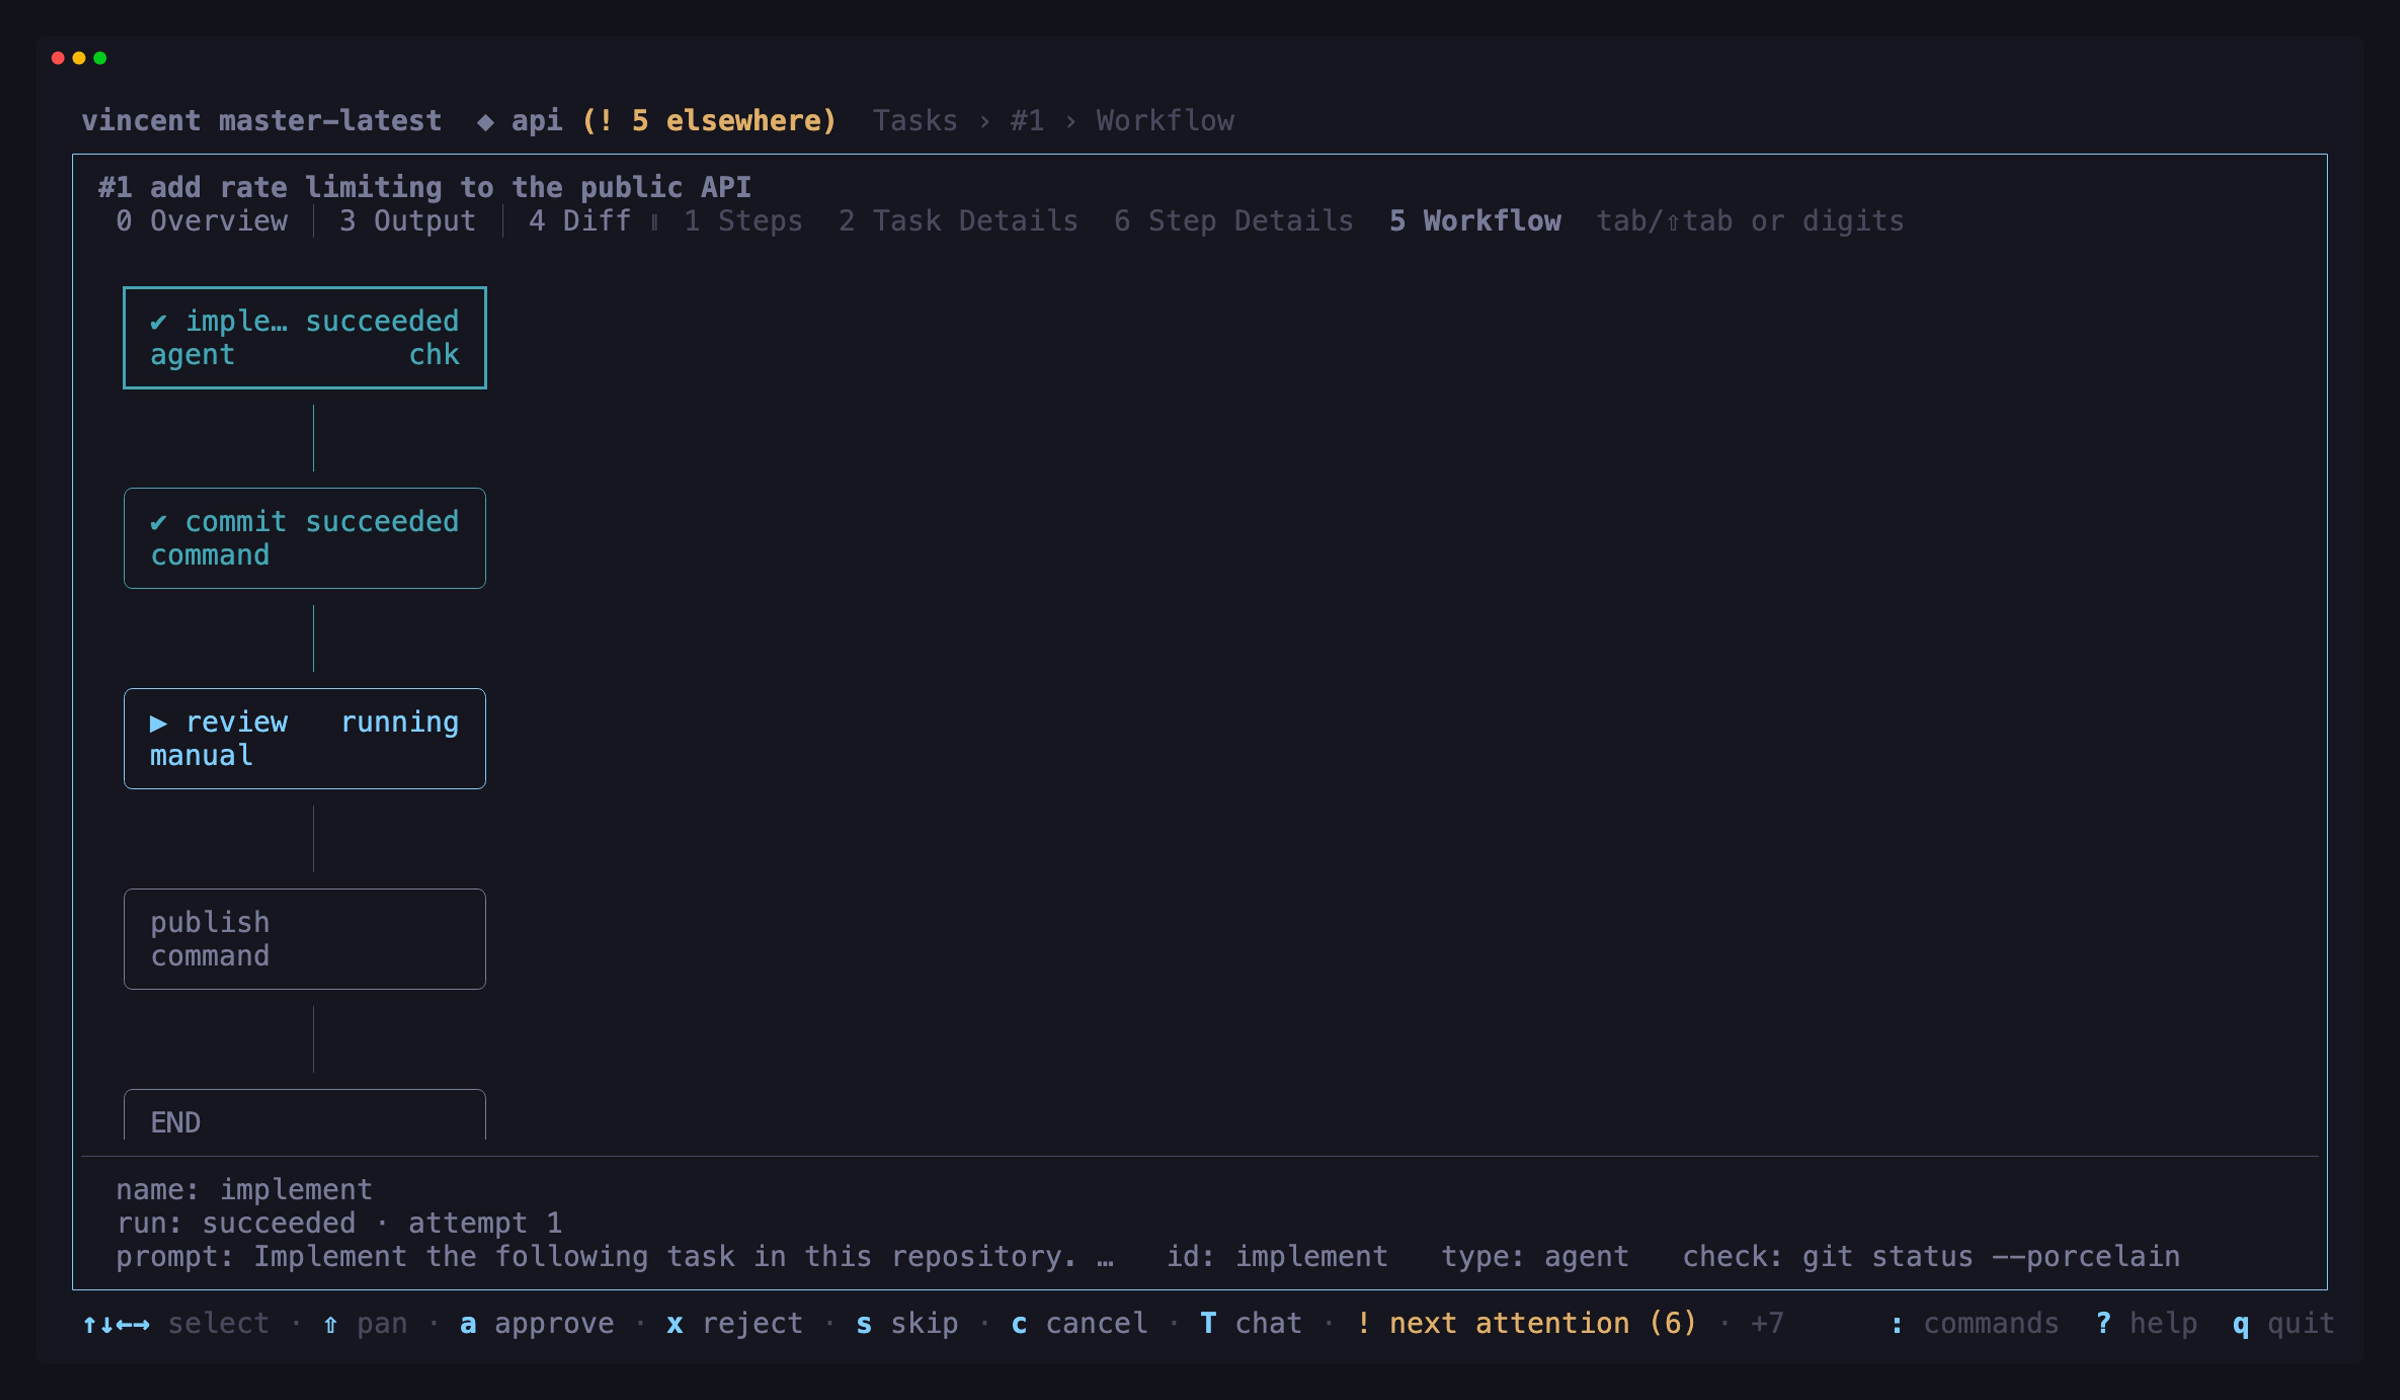 vincent master-latest ◆ api (! 5 elsewhere) Tasks › #1 › Workflow
#1 add rate limiting to the public API
0 Overview │ 3 Output │ 4 Diff ‖ 1 Steps 2 Task Details 6 Step Details 5 Workflow tab/⇧tab or digits
✔ imple… succeeded
agent chk
✔ commit succeeded
command
▶ review running
manual
publish
command
END
name: implement
run: succeeded · attempt 1
prompt: Implement the following task in this repository. … id: implement type: agent check: git status --porcelain
↑↓←→ select · ⇧ pan · a approve · x reject · s skip · c cancel · T chat · ! next attention (6) · +7 : commands ? help q quit